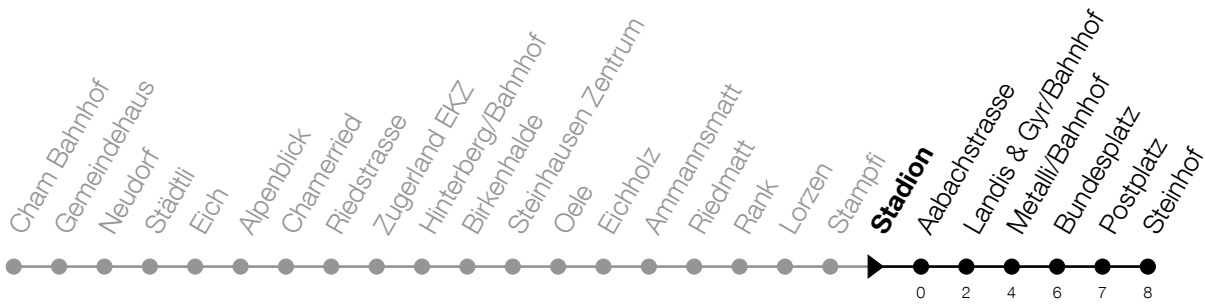 Cham Bahnhof
Gemeindehaus
Neudorf
Städtli
Eich
Alpenblick
Chamerried
Riedstrasse
Zugerland EKZ
Hinterberg/Bahnhof
Birkenhalde
Steinhausen Zentrum
Oele
Eichholz
Ammannsmatt
Riedmatt
Rank
Lorzen
Stampfi
Stadion
Aabachstrasse
Landis & Gyr/Bahnhof
Metalli/Bahnhof
Bundesplatz
Postplatz
Steinhof
0 2 4 6 7 8